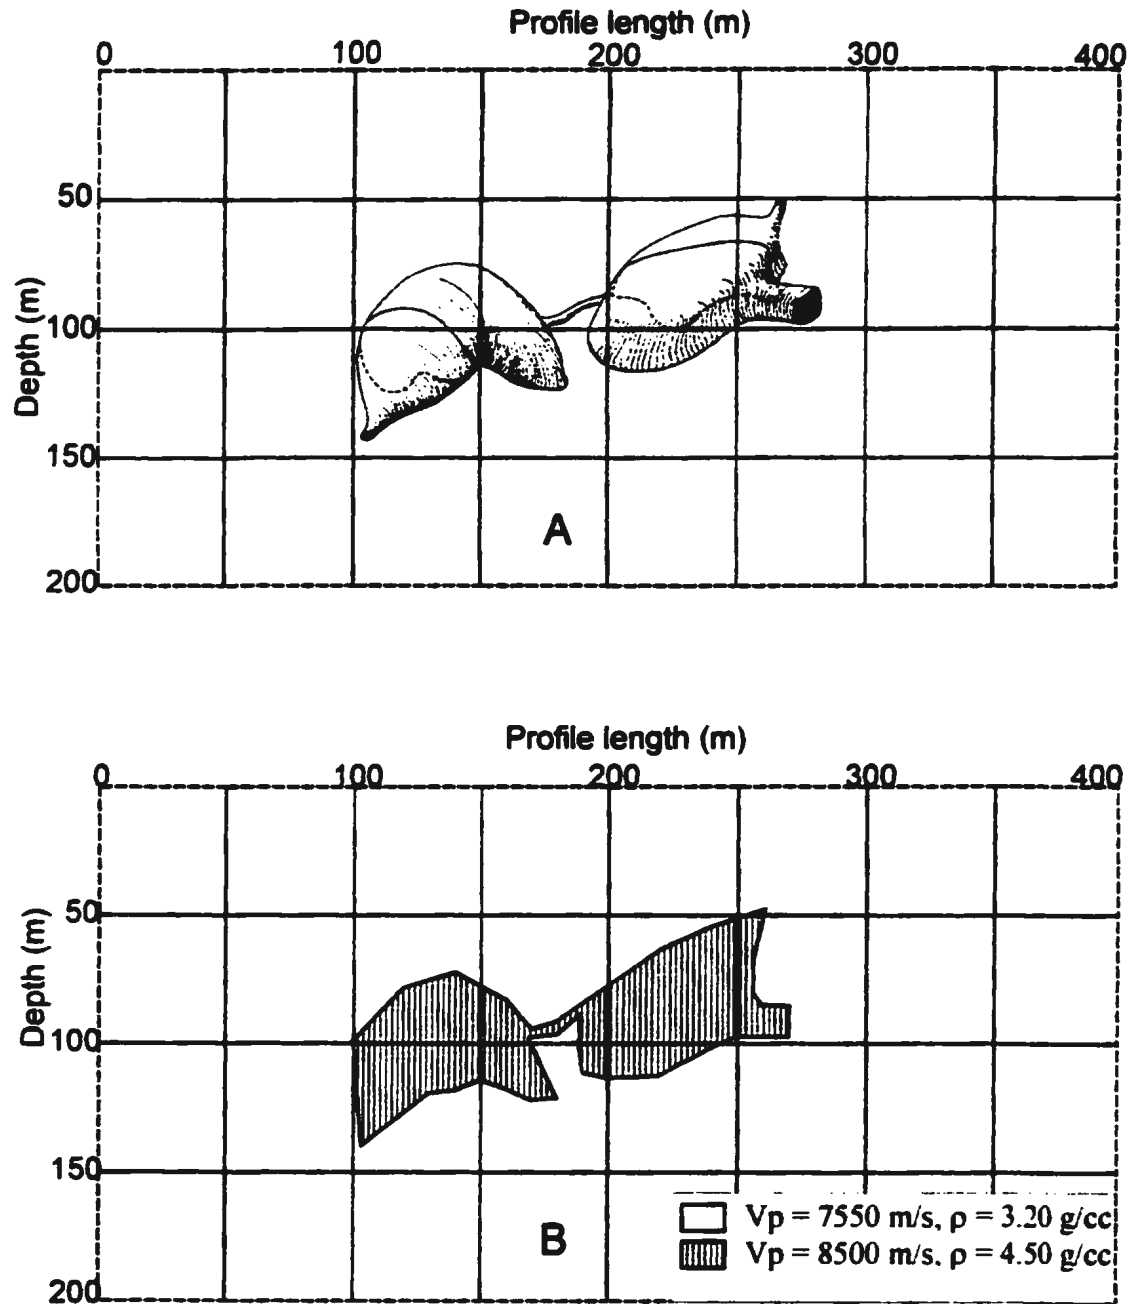 Profile length (m)
0 100 200 300 400
50
100
150
200
Depth (m)
A
Profile length (m)
0 100 200 300 400
50
100
150
200
Depth (m)
B
Vp = 7550 m/s, ρ = 3.20 g/cc
Vp = 8500 m/s, ρ = 4.50 g/cc